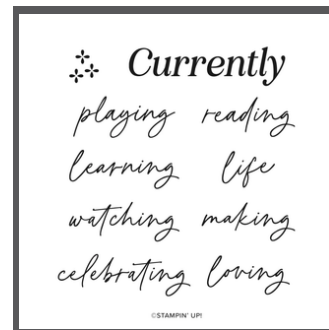 Currently
playing reading
learning life
watching making
celebrating loving
©STAMPIN' UP!